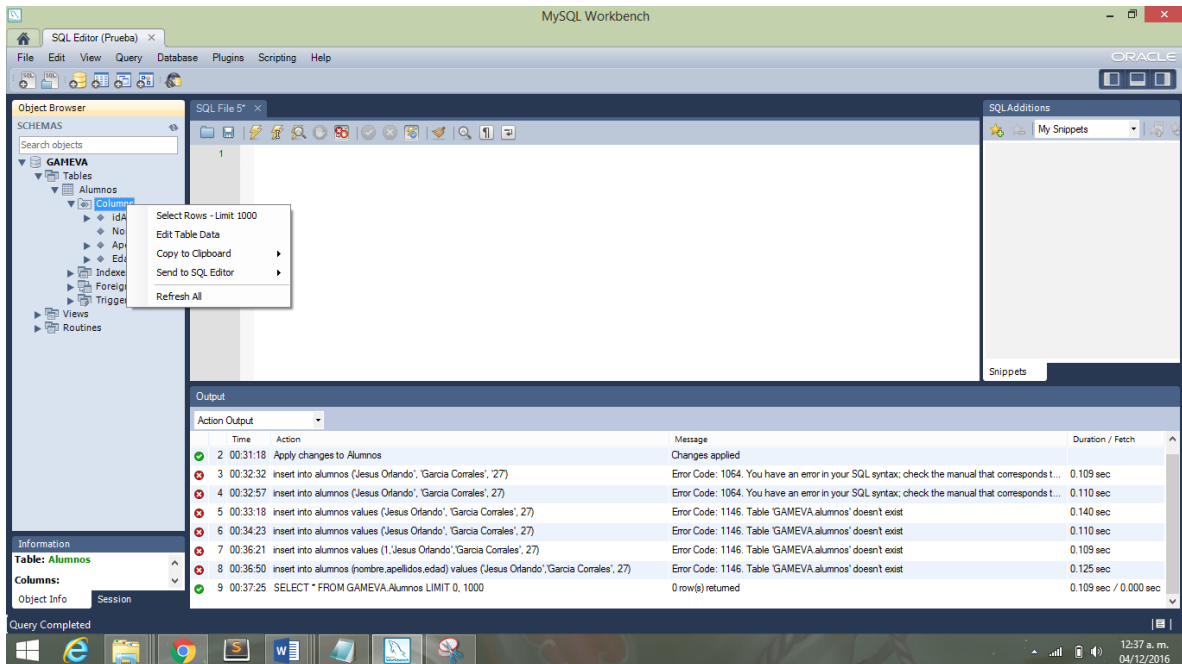 MySQL Workbench
SQL Editor (Prueba)
File Edit View Query Database Plugins Scripting Help
ORACLE
Object Browser
SCHEMAS
Search objects
GAMEVA
Tables
Alumnos
Columns
idA
No
Ape
Eda
Indexe
Foreig
Trigger
Views
Routines
Select Rows - Limit 1000
Edit Table Data
Copy to Clipboard
Send to SQL Editor
Refresh All
SQL File 5*
1
SQLAdditions
My Snippets
Snippets
Output
Action Output
Time Action Message Duration / Fetch
2 00:31:18 Apply changes to Alumnos Changes applied
3 00:32:32 insert into alumnos ('Jesus Orlando', 'Garcia Corrales', '27') Error Code: 1064. You have an error in your SQL syntax; check the manual that corresponds t... 0.109 sec
4 00:32:57 insert into alumnos ('Jesus Orlando', 'Garcia Corrales', 27) Error Code: 1064. You have an error in your SQL syntax; check the manual that corresponds t... 0.110 sec
5 00:33:18 insert into alumnos values ('Jesus Orlando', 'Garcia Corrales', 27) Error Code: 1146. Table 'GAMEVA.alumnos' doesn't exist 0.140 sec
6 00:34:23 insert into alumnos values ('Jesus Orlando', 'Garcia Corrales', 27) Error Code: 1146. Table 'GAMEVA.alumnos' doesn't exist 0.110 sec
7 00:36:21 insert into alumnos values (1,'Jesus Orlando','Garcia Corrales', 27) Error Code: 1146. Table 'GAMEVA.alumnos' doesn't exist 0.109 sec
8 00:36:50 insert into alumnos (nombre,apellidos,edad) values ('Jesus Orlando','Garcia Corrales', 27) Error Code: 1146. Table 'GAMEVA.alumnos' doesn't exist 0.125 sec
9 00:37:25 SELECT * FROM GAMEVA.Alumnos LIMIT 0, 1000 0 row(s) returned 0.109 sec / 0.000 sec
Information
Table: Alumnos
Columns:
Object Info Session
Query Completed
12:37 a. m.
04/12/2016